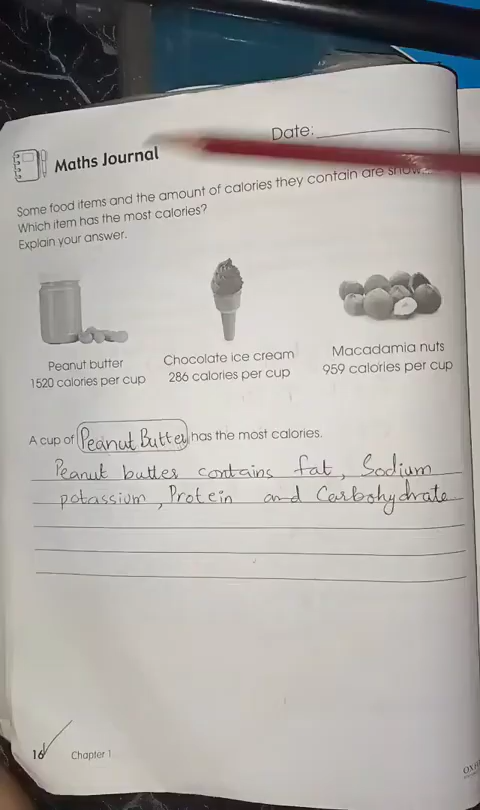 Date:
Maths Journal
Some food items and the amount of calories they contain are
Which item has the most calories?
Explain your answer.
Peanut butter
1520 calories per cup
Chocolate ice cream
286 calories per cup
Macadamia nuts
959 calories per cup
A cup of Peanut Butter has the most calories.
Peanut butter contains fat, Sodium
potassium, Protein and Carbohydrate
16 Chapter 1